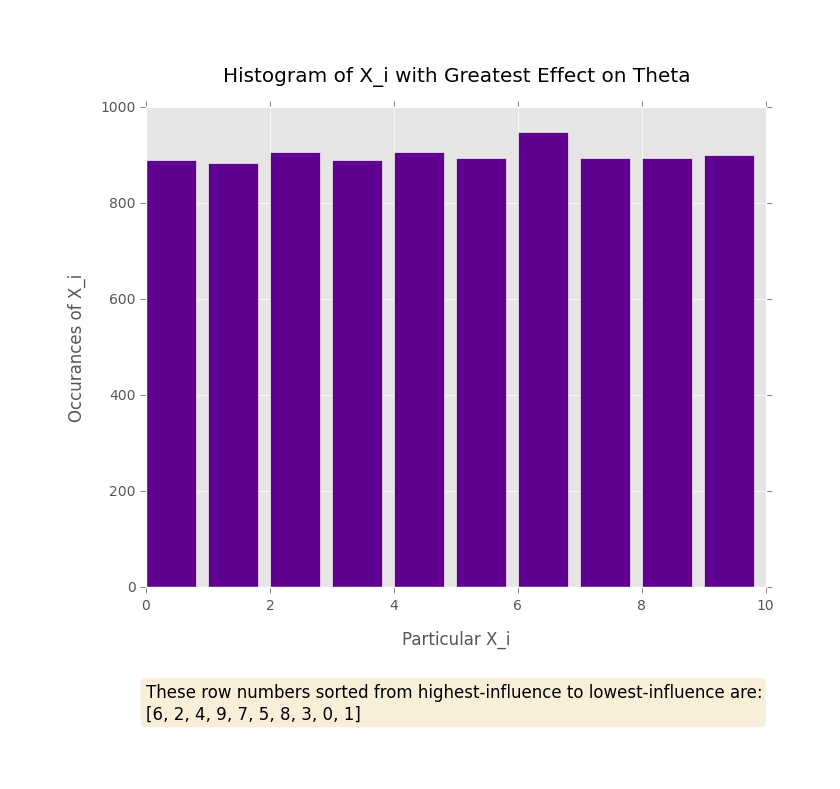 Histogram of X_i with Greatest Effect on Theta
1000
800
600
400
200
0
Occurances of X_i
0 2 4 6 8 10
Particular X_i
These row numbers sorted from highest-influence to lowest-influence are:
[6, 2, 4, 9, 7, 5, 8, 3, 0, 1]